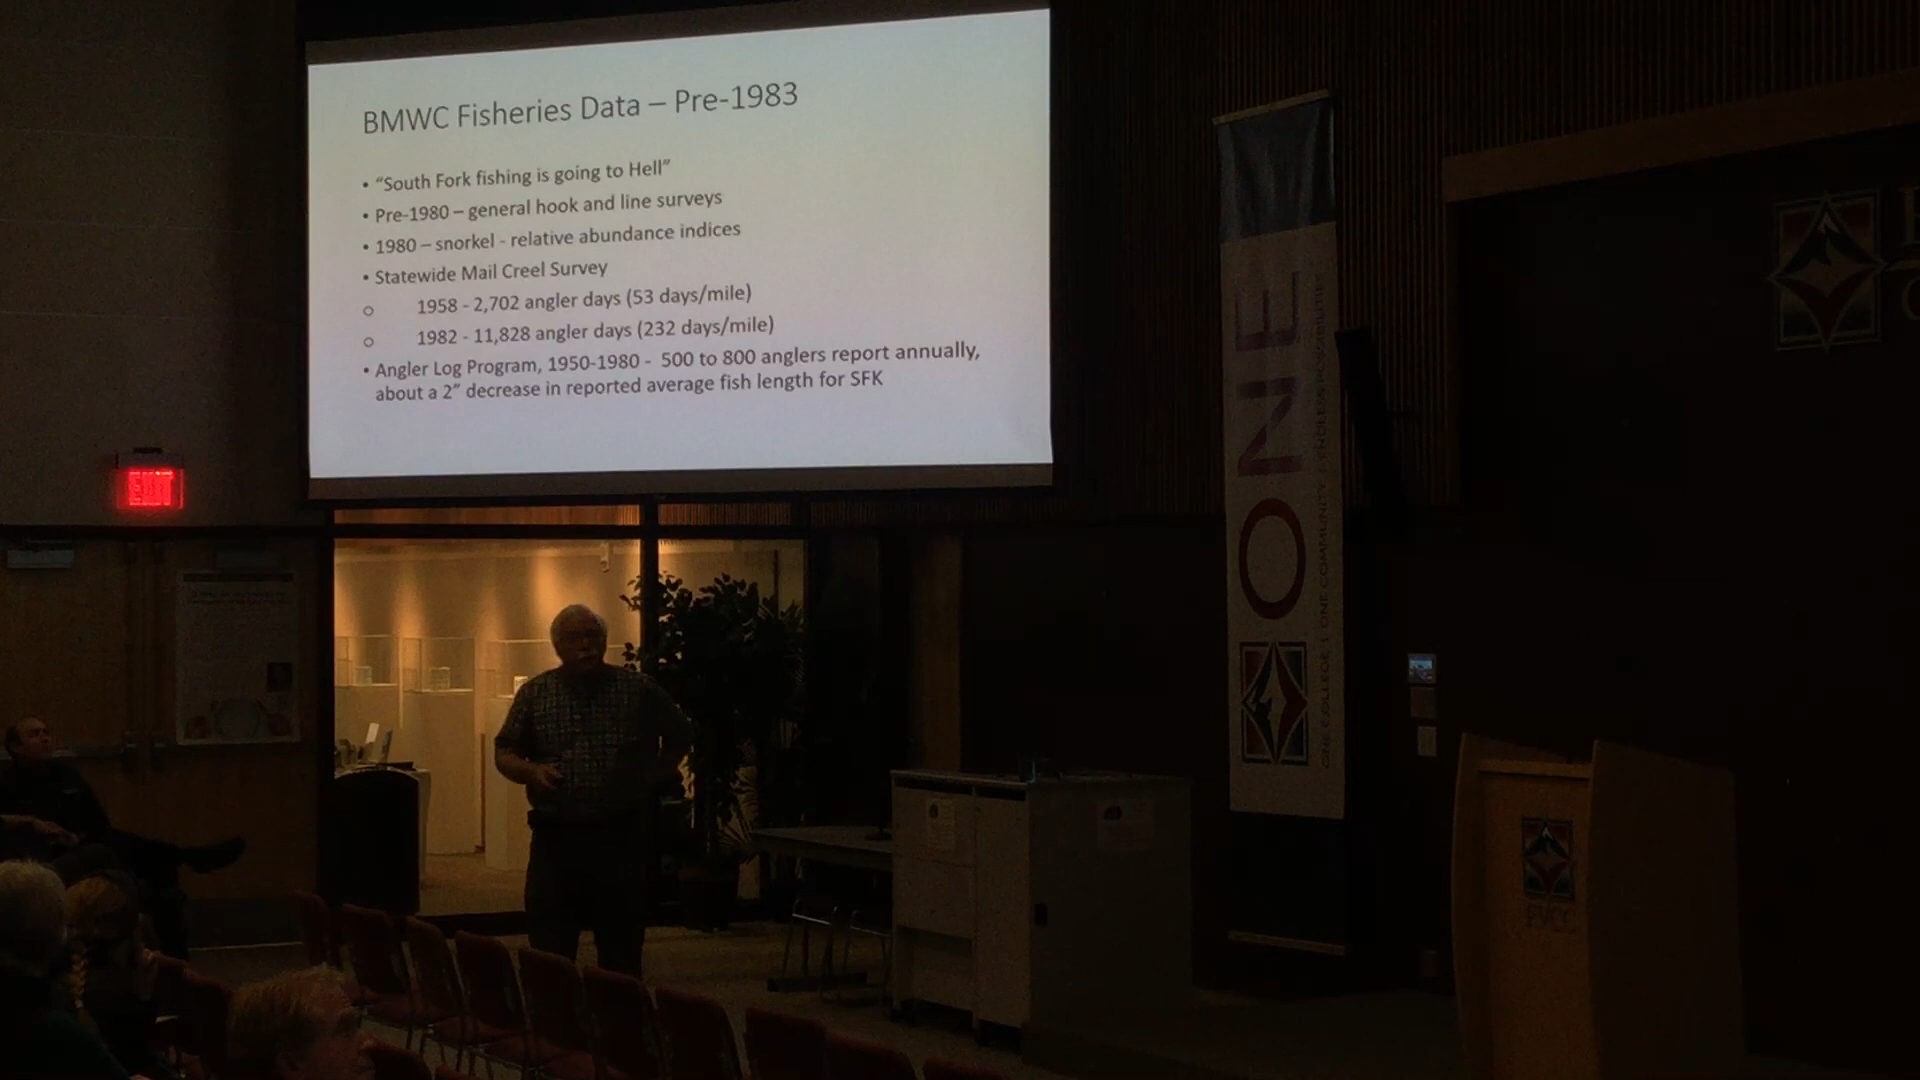 BMWC Fisheries Data – Pre-1983
• “South Fork fishing is going to Hell”
• Pre-1980 – general hook and line surveys
• 1980 – snorkel - relative abundance indices
• Statewide Mail Creel Survey
o 1958 - 2,702 angler days (53 days/mile)
o 1982 - 11,828 angler days (232 days/mile)
• Angler Log Program, 1950-1980 - 500 to 800 anglers report annually,
about a 2” decrease in reported average fish length for SFK
EXIT
ONE
ONE COLLEGE | ONE COMMUNITY | ENDLESS POSSIBILITIES
FVCC